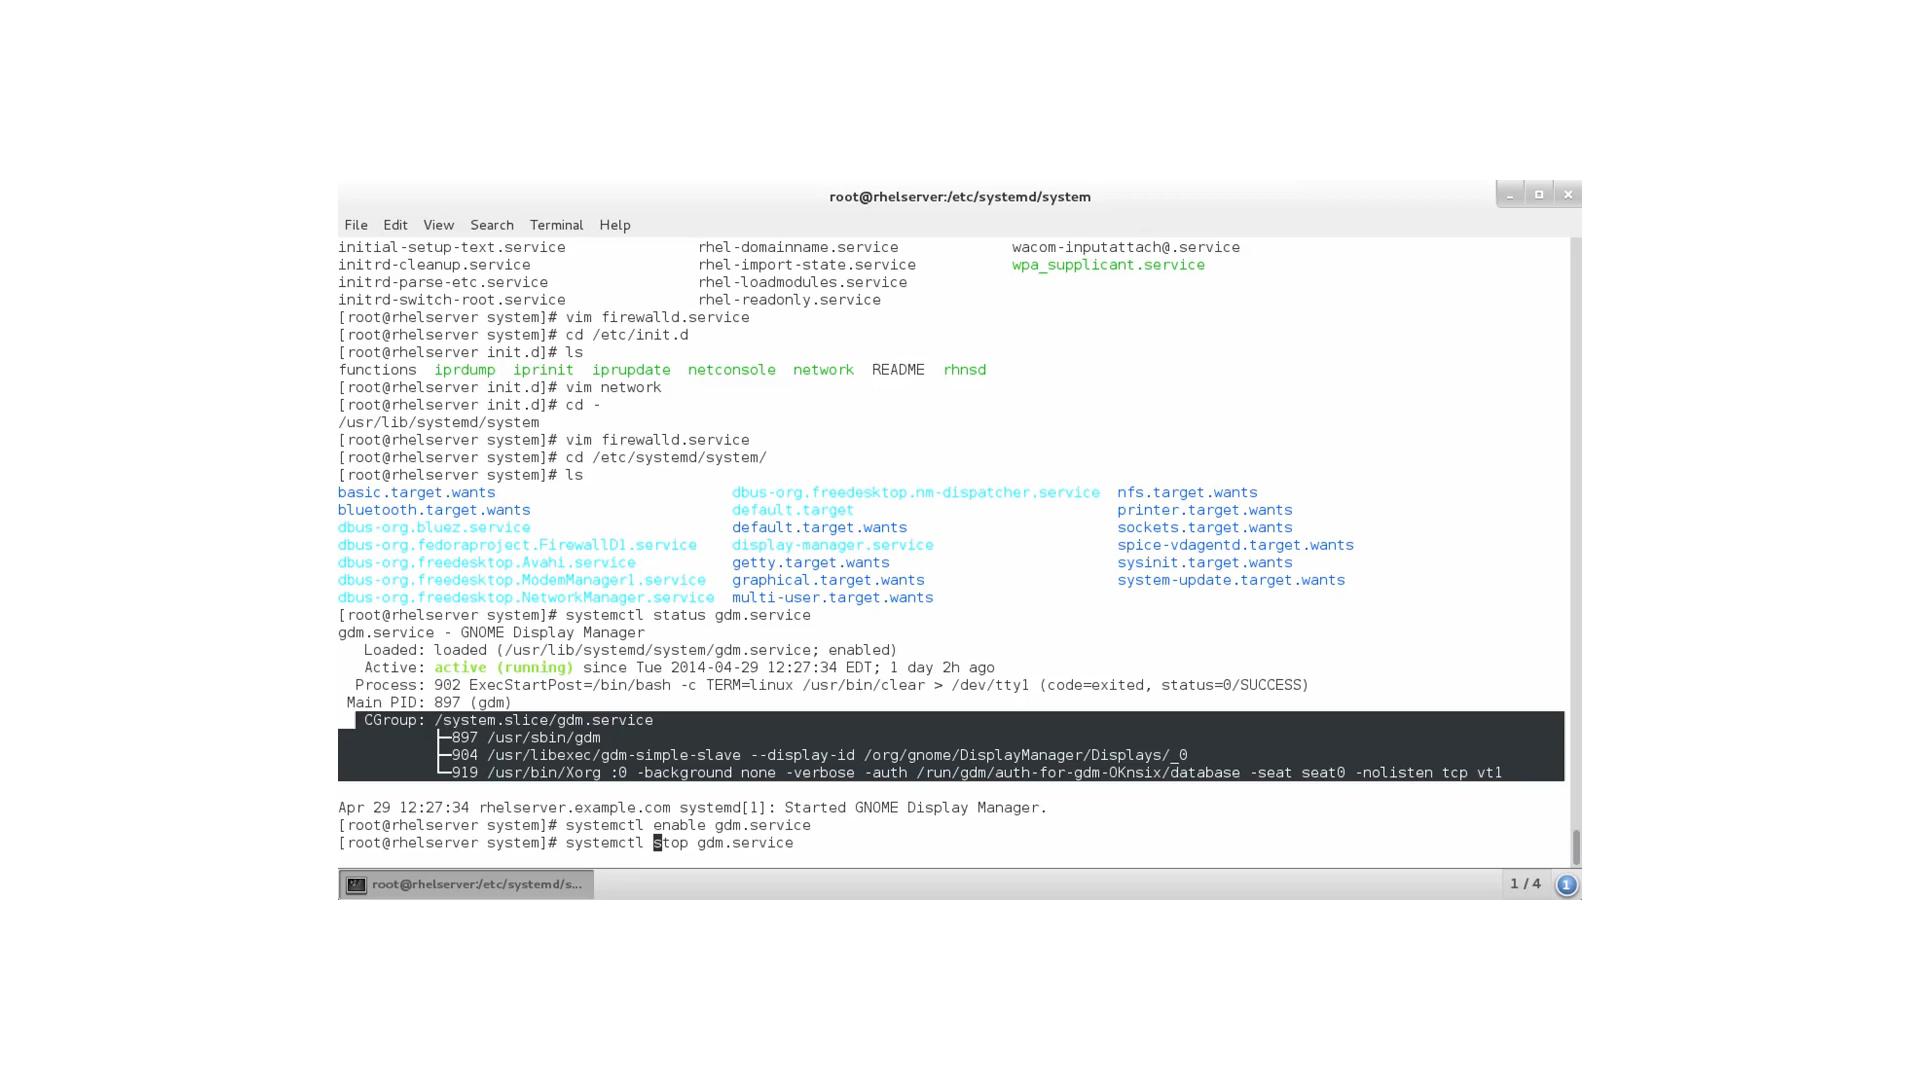 root@rhelserver:/etc/systemd/system
File Edit View Search Terminal Help
initial-setup-text.service rhel-domainname.service wacom-inputattach@.service
initrd-cleanup.service rhel-import-state.service wpa_supplicant.service
initrd-parse-etc.service rhel-loadmodules.service
initrd-switch-root.service rhel-readonly.service
[root@rhelserver system]# vim firewalld.service
[root@rhelserver system]# cd /etc/init.d
[root@rhelserver init.d]# ls
functions iprdump iprinit iprupdate netconsole network README rhnsd
[root@rhelserver init.d]# vim network
[root@rhelserver init.d]# cd -
/usr/lib/systemd/system
[root@rhelserver system]# vim firewalld.service
[root@rhelserver system]# cd /etc/systemd/system/
[root@rhelserver system]# ls
basic.target.wants dbus-org.freedesktop.nm-dispatcher.service nfs.target.wants
bluetooth.target.wants default.target printer.target.wants
dbus-org.bluez.service default.target.wants sockets.target.wants
dbus-org.fedoraproject.FirewallD1.service display-manager.service spice-vdagentd.target.wants
dbus-org.freedesktop.Avahi.service getty.target.wants sysinit.target.wants
dbus-org.freedesktop.ModemManager1.service graphical.target.wants system-update.target.wants
dbus-org.freedesktop.NetworkManager.service multi-user.target.wants
[root@rhelserver system]# systemctl status gdm.service
gdm.service - GNOME Display Manager
Loaded: loaded (/usr/lib/systemd/system/gdm.service; enabled)
Active: active (running) since Tue 2014-04-29 12:27:34 EDT; 1 day 2h ago
Process: 902 ExecStartPost=/bin/bash -c TERM=linux /usr/bin/clear > /dev/tty1 (code=exited, status=0/SUCCESS)
Main PID: 897 (gdm)
CGroup: /system.slice/gdm.service
├─897 /usr/sbin/gdm
├─904 /usr/libexec/gdm-simple-slave --display-id /org/gnome/DisplayManager/Displays/_0
└─919 /usr/bin/Xorg :0 -background none -verbose -auth /run/gdm/auth-for-gdm-OKnsix/database -seat seat0 -nolisten tcp vt1
Apr 29 12:27:34 rhelserver.example.com systemd[1]: Started GNOME Display Manager.
[root@rhelserver system]# systemctl enable gdm.service
[root@rhelserver system]# systemctl stop gdm.service
root@rhelserver:/etc/systemd/s... 1 / 4 1